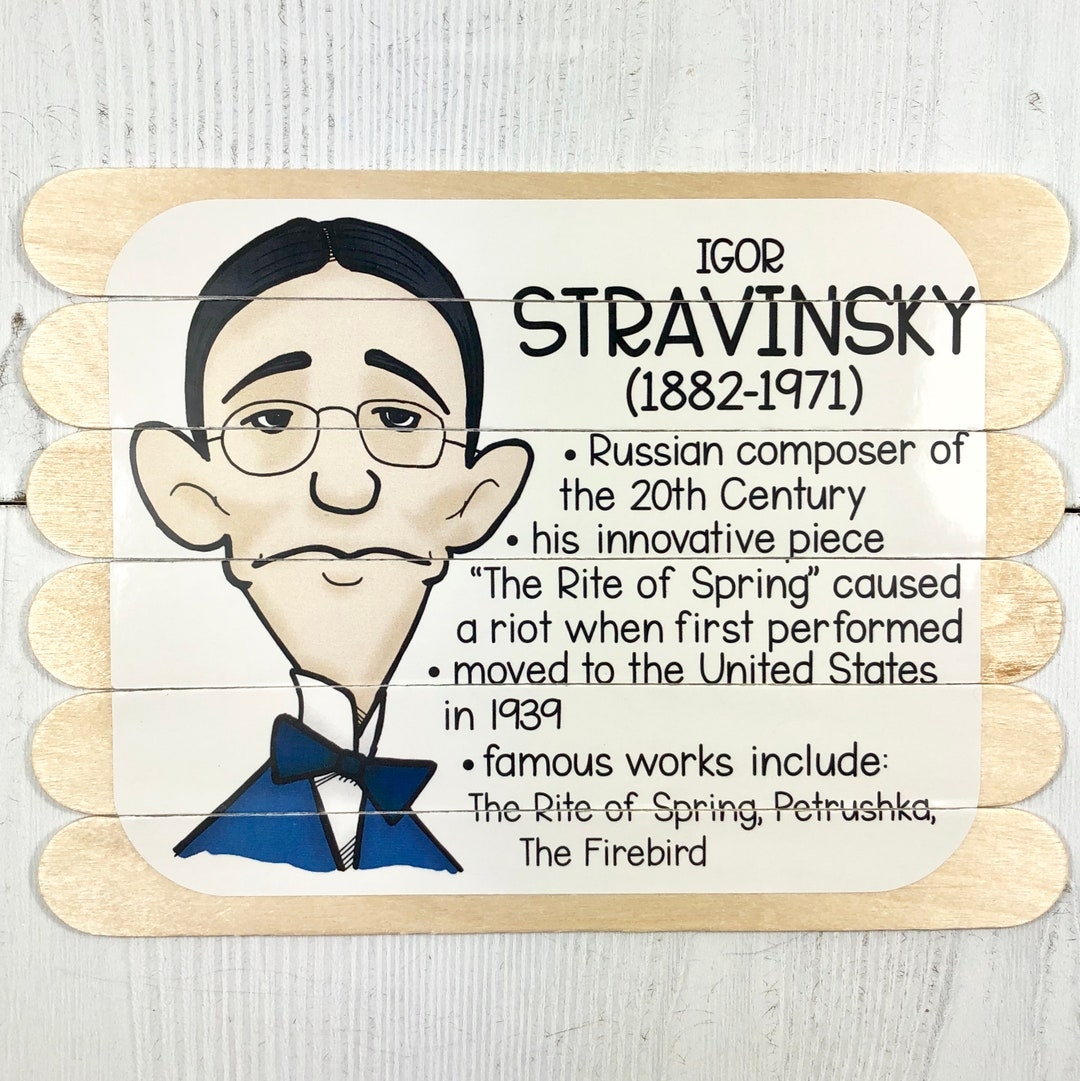 IGOR
STRAVINSKY
(1882-1971)
• Russian composer of
the 20th Century
• his innovative piece
"The Rite of Spring" caused
a riot when first performed
• moved to the United States
in 1939
• famous works include:
The Rite of Spring, Petrushka,
The Firebird